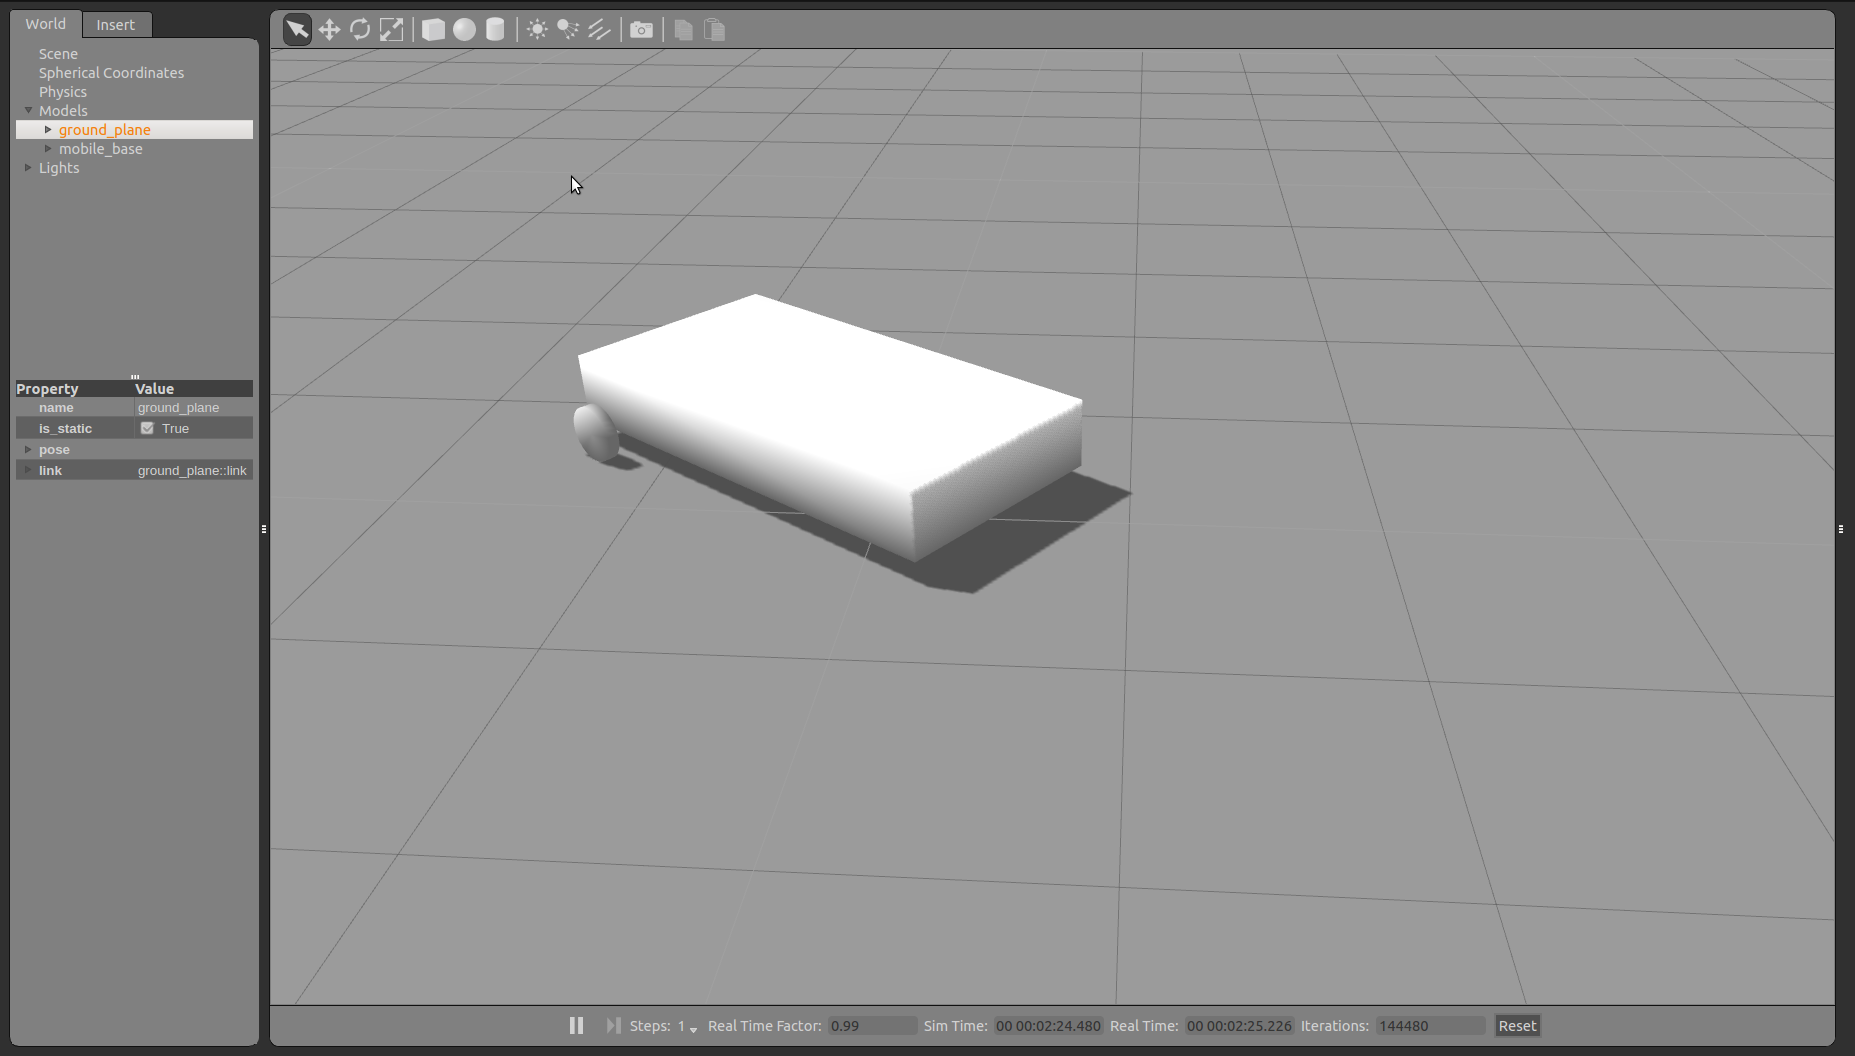 World Insert
Scene
Spherical Coordinates
Physics
Models
ground_plane
mobile_base
Lights
Property Value
name ground_plane
is_static True
pose
link ground_plane::link
Steps: 1 Real Time Factor: 0.99 Sim Time: 00 00:02:24.480 Real Time: 00 00:02:25.226 Iterations: 144480 Reset